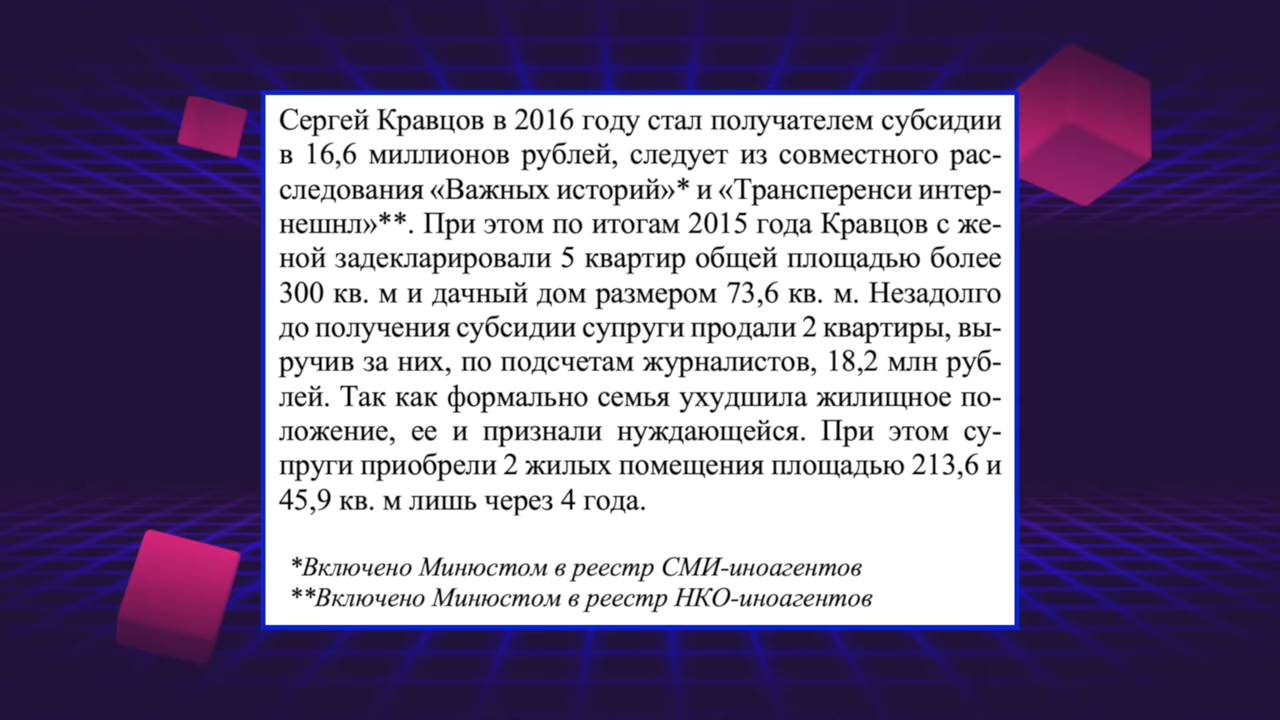 Сергей Кравцов в 2016 году стал получателем субсидии
в 16,6 миллионов рублей, следует из совместного рас-
следования «Важных историй»* и «Трансперенси интер-
нешнл»**. При этом по итогам 2015 года Кравцов с же-
ной задекларировали 5 квартир общей площадью более
300 кв. м и дачный дом размером 73,6 кв. м. Незадолго
до получения субсидии супруги продали 2 квартиры, вы-
ручив за них, по подсчетам журналистов, 18,2 млн руб-
лей. Так как формально семья ухудшила жилищное по-
ложение, ее и признали нуждающейся. При этом су-
пруги приобрели 2 жилых помещения площадью 213,6 и
45,9 кв. м лишь через 4 года.
*Включено Минюстом в реестр СМИ-иноагентов
**Включено Минюстом в реестр НКО-иноагентов